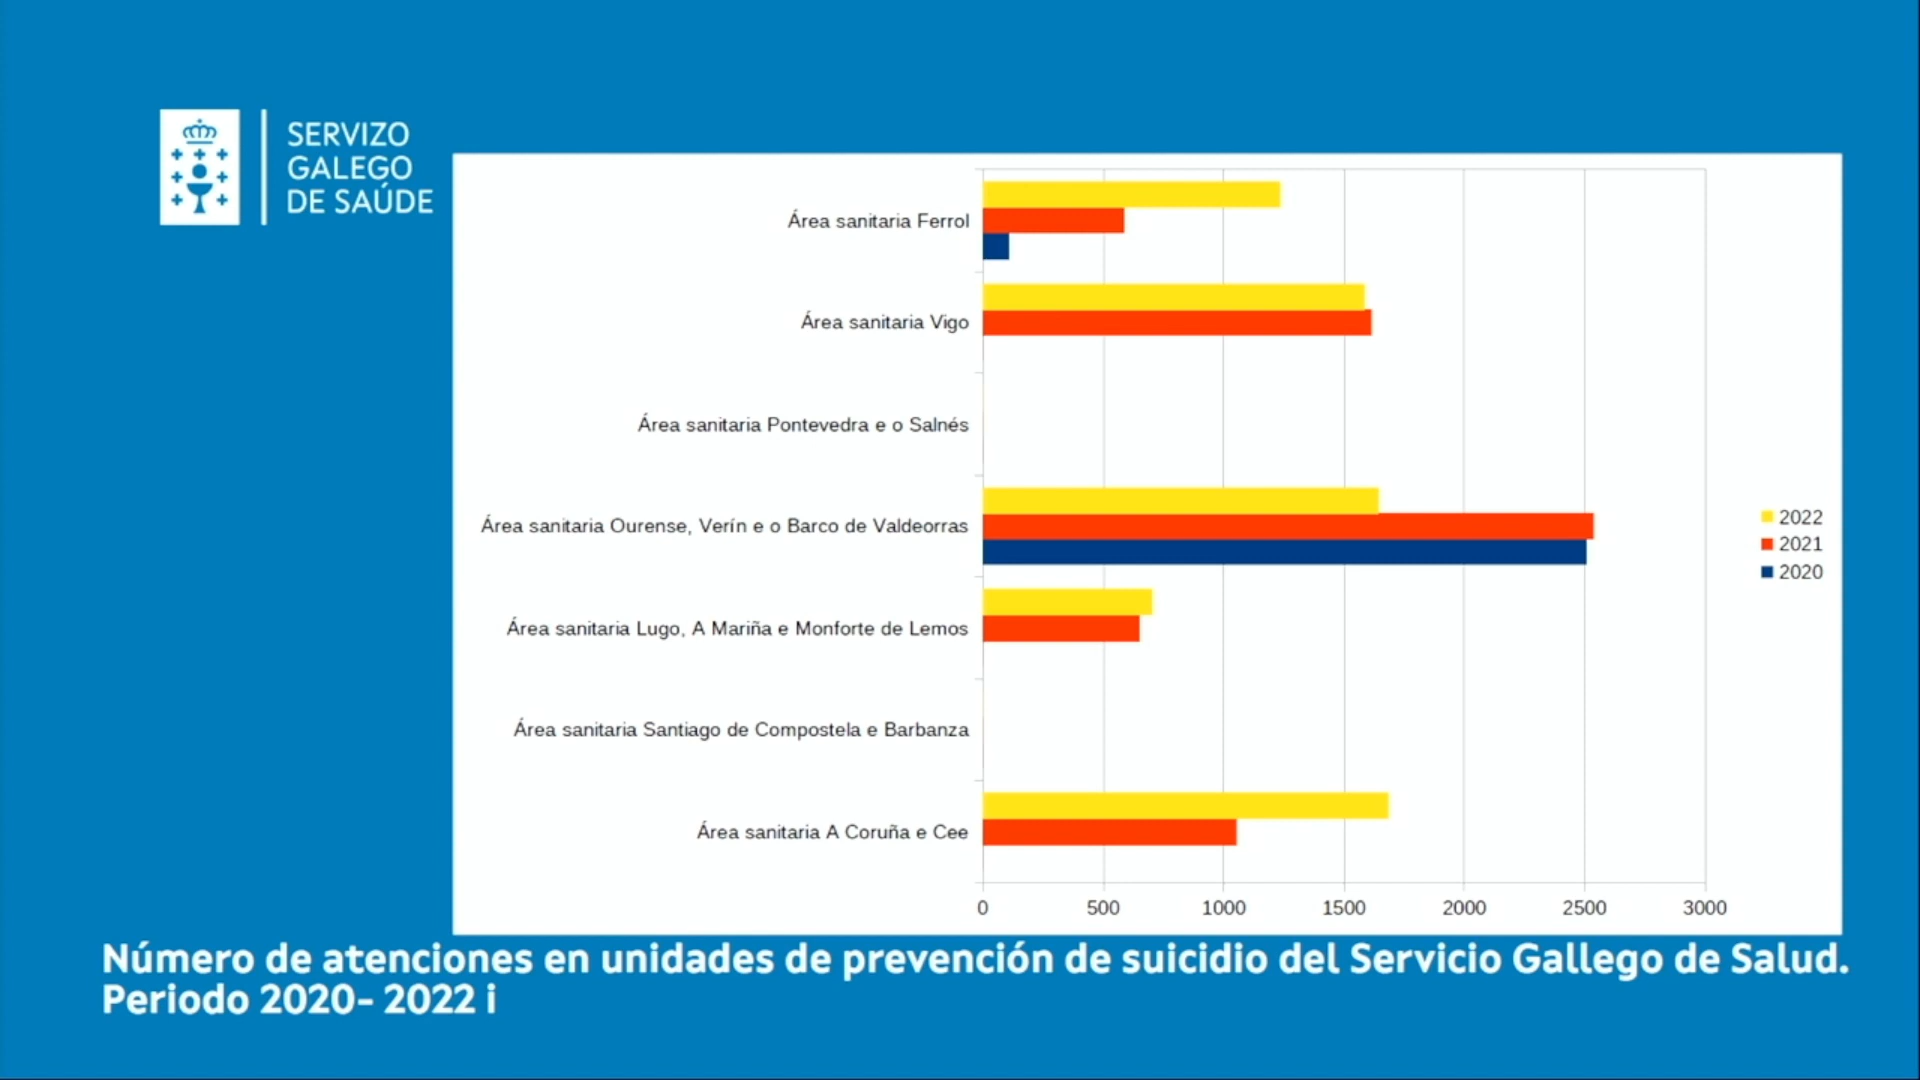 SERVIZO
GALEGO
DE SAÚDE
Área sanitaria Ferrol
Área sanitaria Vigo
Área sanitaria Pontevedra e o Salnés
Área sanitaria Ourense, Verín e o Barco de Valdeorras
Área sanitaria Lugo, A Mariña e Monforte de Lemos
Área sanitaria Santiago de Compostela e Barbanza
Área sanitaria A Coruña e Cee
0 500 1000 1500 2000 2500 3000
2022
2021
2020
Número de atenciones en unidades de prevención de suicidio del Servicio Gallego de Salud.
Periodo 2020- 2022 i